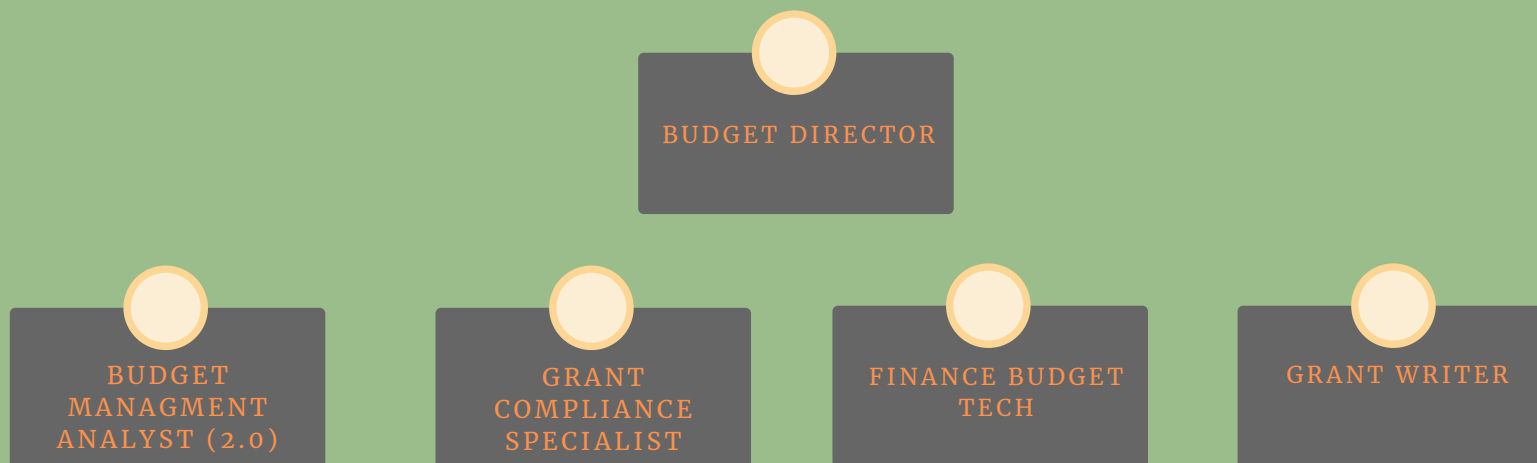 BUDGET DIRECTOR
BUDGET
MANAGMENT
ANALYST (2.0)
GRANT
COMPLIANCE
SPECIALIST
FINANCE BUDGET
TECH
GRANT WRITER